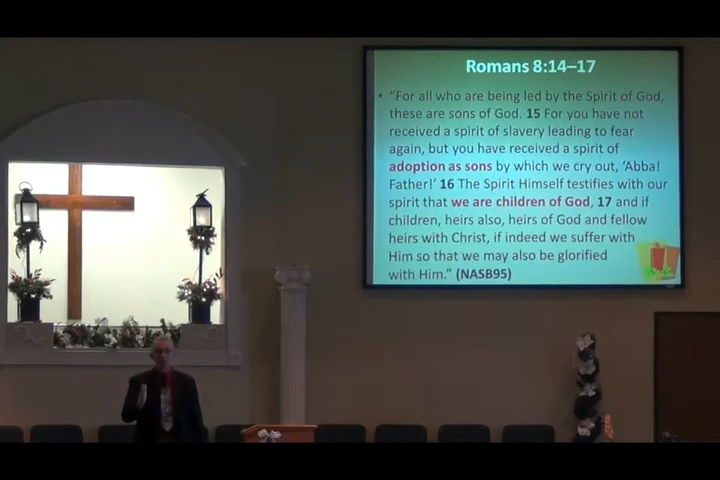 Romans 8:14–17
• “For all who are being led by the Spirit of God,
these are sons of God. 15 For you have not
received a spirit of slavery leading to fear
again, but you have received a spirit of
adoption as sons by which we cry out, ‘Abba!
Father!’ 16 The Spirit Himself testifies with our
spirit that we are children of God, 17 and if
children, heirs also, heirs of God and fellow
heirs with Christ, if indeed we suffer with
Him so that we may also be glorified
with Him.” (NASB95)